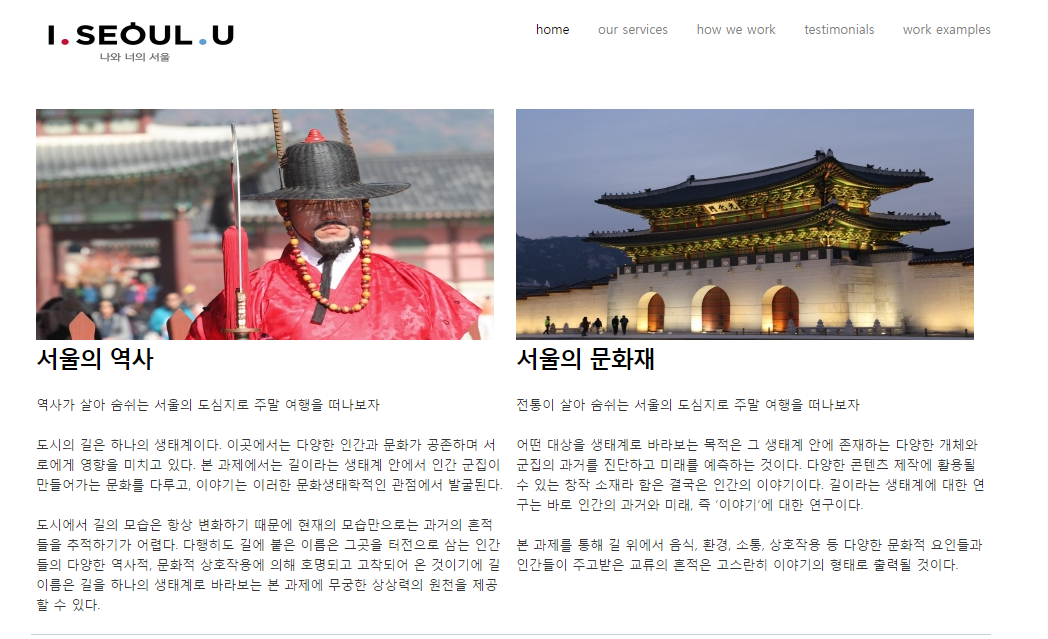 I.SEOUL.U
나와 너의 서울
home our services how we work testimonials work examples
서울의 역사
역사가 살아 숨쉬는 서울의 도심지로 주말 여행을 떠나보자
도시의 길은 하나의 생태계이다. 이곳에서는 다양한 인간과 문화가 공존하며 서
로에게 영향을 미치고 있다. 본 과제에서는 길이라는 생태계 안에서 인간 군집이
만들어가는 문화를 다루고, 이야기는 이러한 문화생태학적인 관점에서 발굴된다.
도시에서 길의 모습은 항상 변화하기 때문에 현재의 모습만으로는 과거의 흔적
들을 추적하기가 어렵다. 다행히도 길에 붙은 이름은 그곳을 터전으로 삼는 인간
들의 다양한 역사적, 문화적 상호작용에 의해 호명되고 고착되어 온 것이기에 길
이름은 길을 하나의 생태계로 바라보는 본 과제에 무궁한 상상력의 원천을 제공
할 수 있다.
서울의 문화재
전통이 살아 숨쉬는 서울의 도심지로 주말 여행을 떠나보자
어떤 대상을 생태계로 바라보는 목적은 그 생태계 안에 존재하는 다양한 개체와
군집의 과거를 진단하고 미래를 예측하는 것이다. 다양한 콘텐츠 제작에 활용될
수 있는 창작 소재라 함은 결국은 인간의 이야기이다. 길이라는 생태계에 대한 연
구는 바로 인간의 과거와 미래, 즉 ‘이야기’에 대한 연구이다.
본 과제를 통해 길 위에서 음식, 환경, 소통, 상호작용 등 다양한 문화적 요인들과
인간들이 주고받은 교류의 흔적은 고스란히 이야기의 형태로 출력될 것이다.